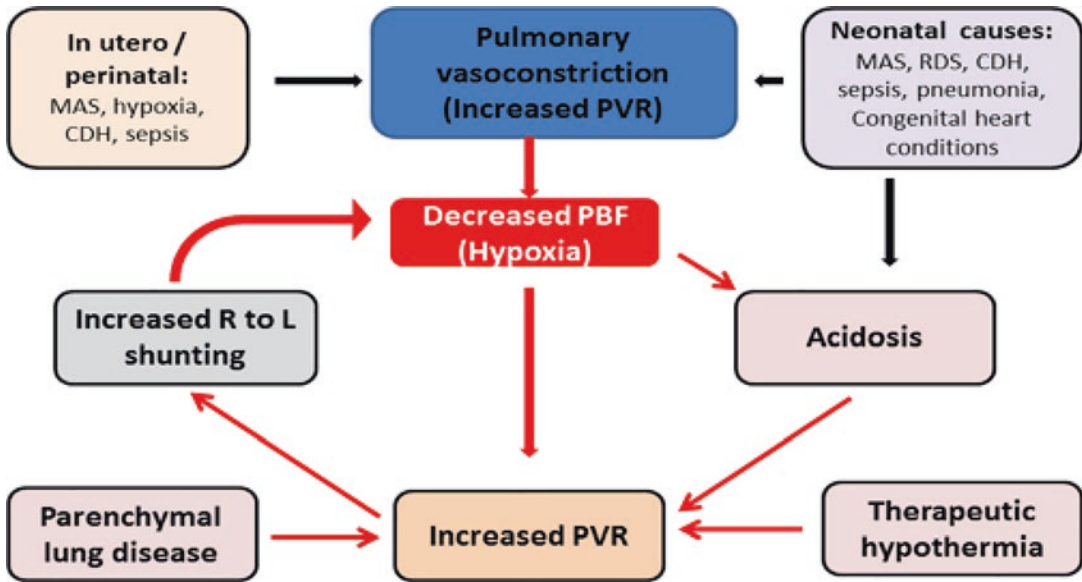 In utero /
perinatal:
MAS, hypoxia,
CDH, sepsis
Pulmonary
vasoconstriction
(Increased PVR)
Neonatal causes:
MAS, RDS, CDH,
sepsis, pneumonia,
Congenital heart
conditions
Decreased PBF
(Hypoxia)
Increased R to L
shunting
Acidosis
Parenchymal
lung disease
Increased PVR
Therapeutic
hypothermia